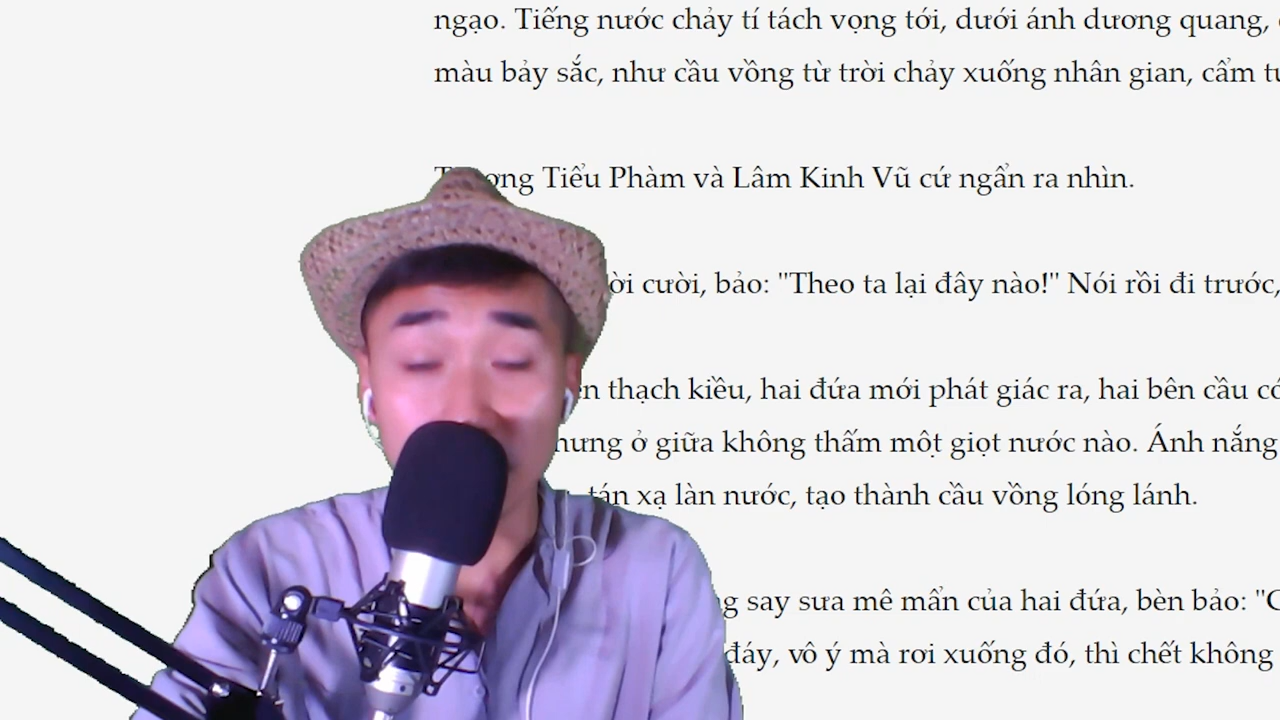 ngạo. Tiếng nước chảy tí tách vọng tới, dưới ánh dương quang,
màu bảy sắc, như cầu vồng từ trời chảy xuống nhân gian, cẩm
Tiểu Phàm và Lâm Kinh Vũ cứ ngẩn ra nhìn.
cười, bảo: "Theo ta lại đây nào!" Nói rồi đi trước,
thạch kiều, hai đứa mới phát giác ra, hai bên cầu
ở giữa không thấm một giọt nước nào. Ánh nắng
tán xạ làn nước, tạo thành cầu vồng lóng lánh.
say sưa mê mẩn của hai đứa, bèn bảo:
đáy, vô ý mà rơi xuống đó, thì chết không